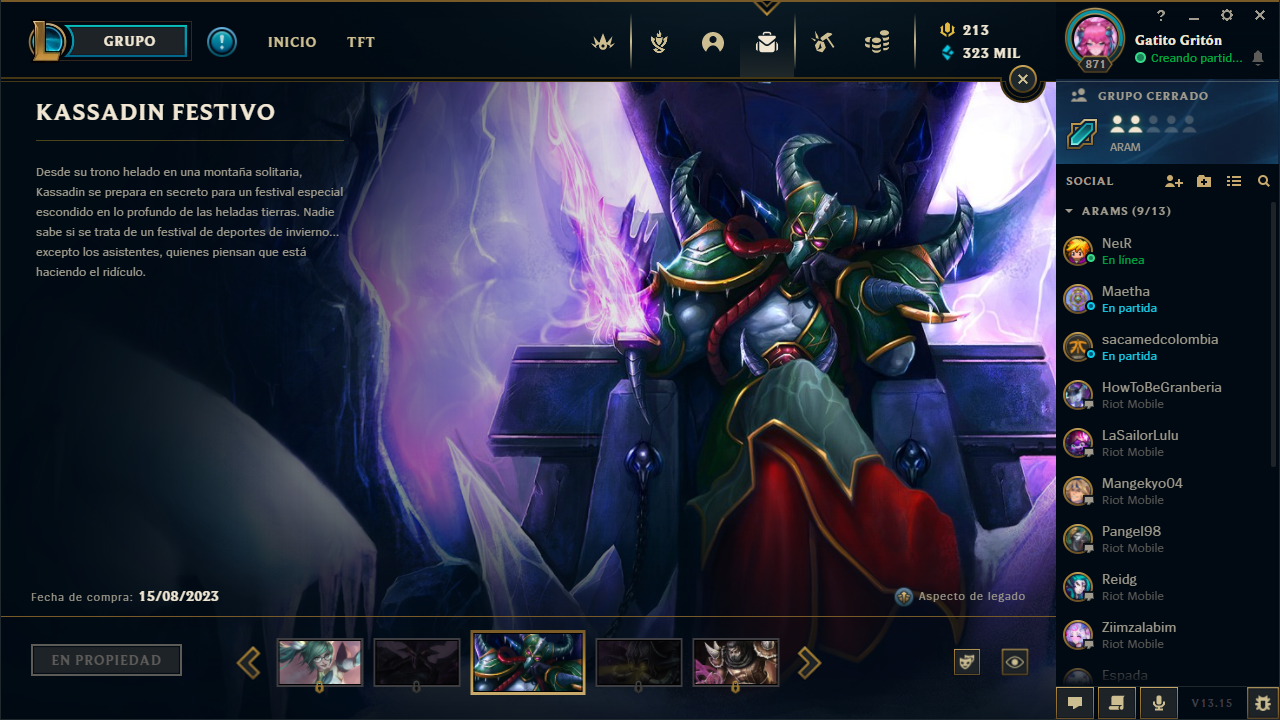 GRUPO
INICIO
TFT
213
323 MIL
871
Gatito Gritón
Creando partid...
GRUPO CERRADO
ARAM
KASSADIN FESTIVO
Desde su trono helado en una montaña solitaria,
Kassadin se prepara en secreto para un festival especial
escondido en lo profundo de las heladas tierras. Nadie
sabe si se trata de un festival de deportes de invierno...
excepto los asistentes, quienes piensan que está
haciendo el ridículo.
Fecha de compra: 15/08/2023
Aspecto de legado
EN PROPIEDAD
SOCIAL
ARAMS (9/13)
NeιR
En línea
Maetha
En partida
sacamedcolombia
En partida
HowToBeGranberia
Riot Mobile
LaSailorLulu
Riot Mobile
Mangekyo04
Riot Mobile
Pangel98
Riot Mobile
Reidg
Riot Mobile
Ziimzalabim
Riot Mobile
Espada
V13.15